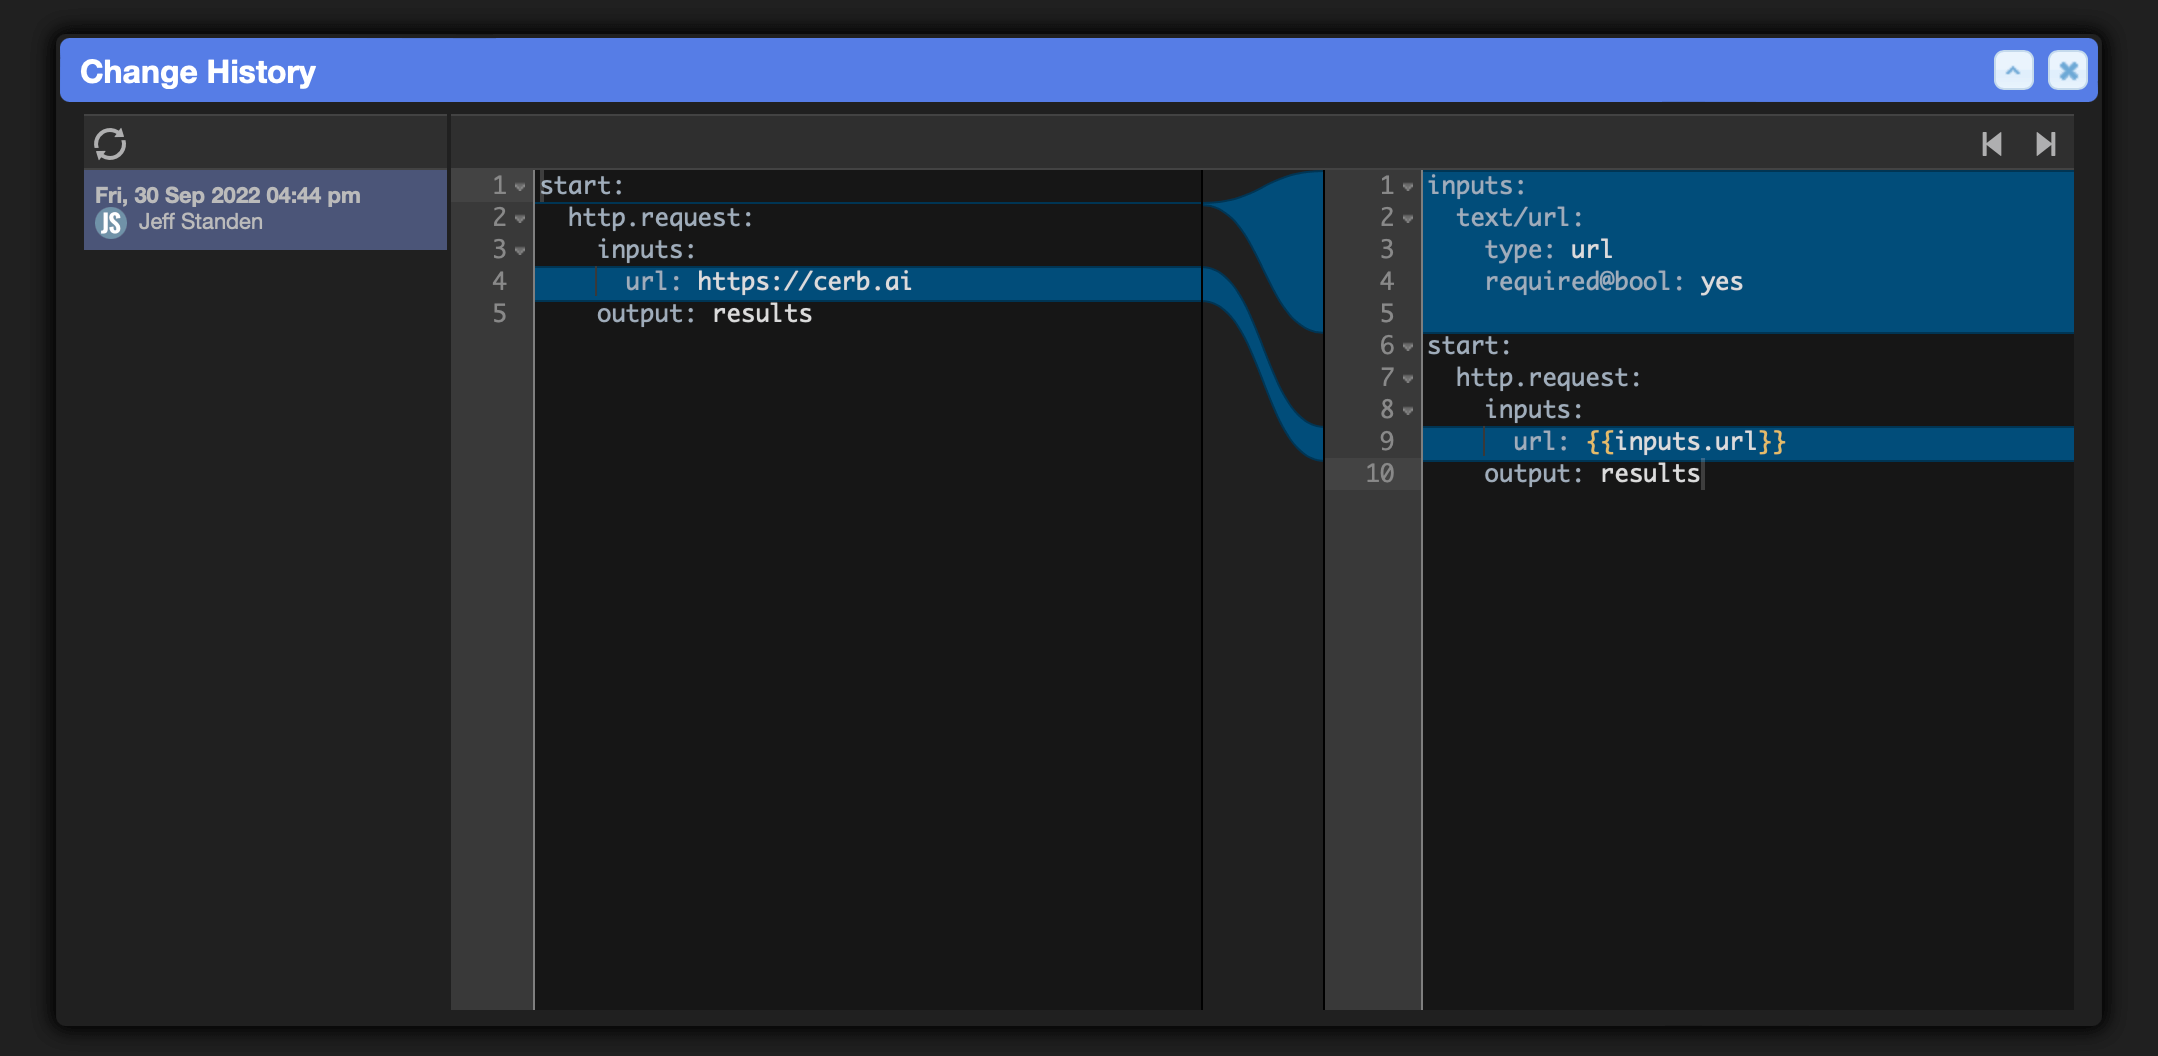 Change History
Fri, 30 Sep 2022 04:44 pm
JS Jeff Standen
1 start:
2   http.request:
3     inputs:
4       url: https://cerb.ai
5     output: results
1 inputs:
2   text/url:
3     type: url
4     required@bool: yes
5
6 start:
7   http.request:
8     inputs:
9       url: {{inputs.url}}
10     output: results